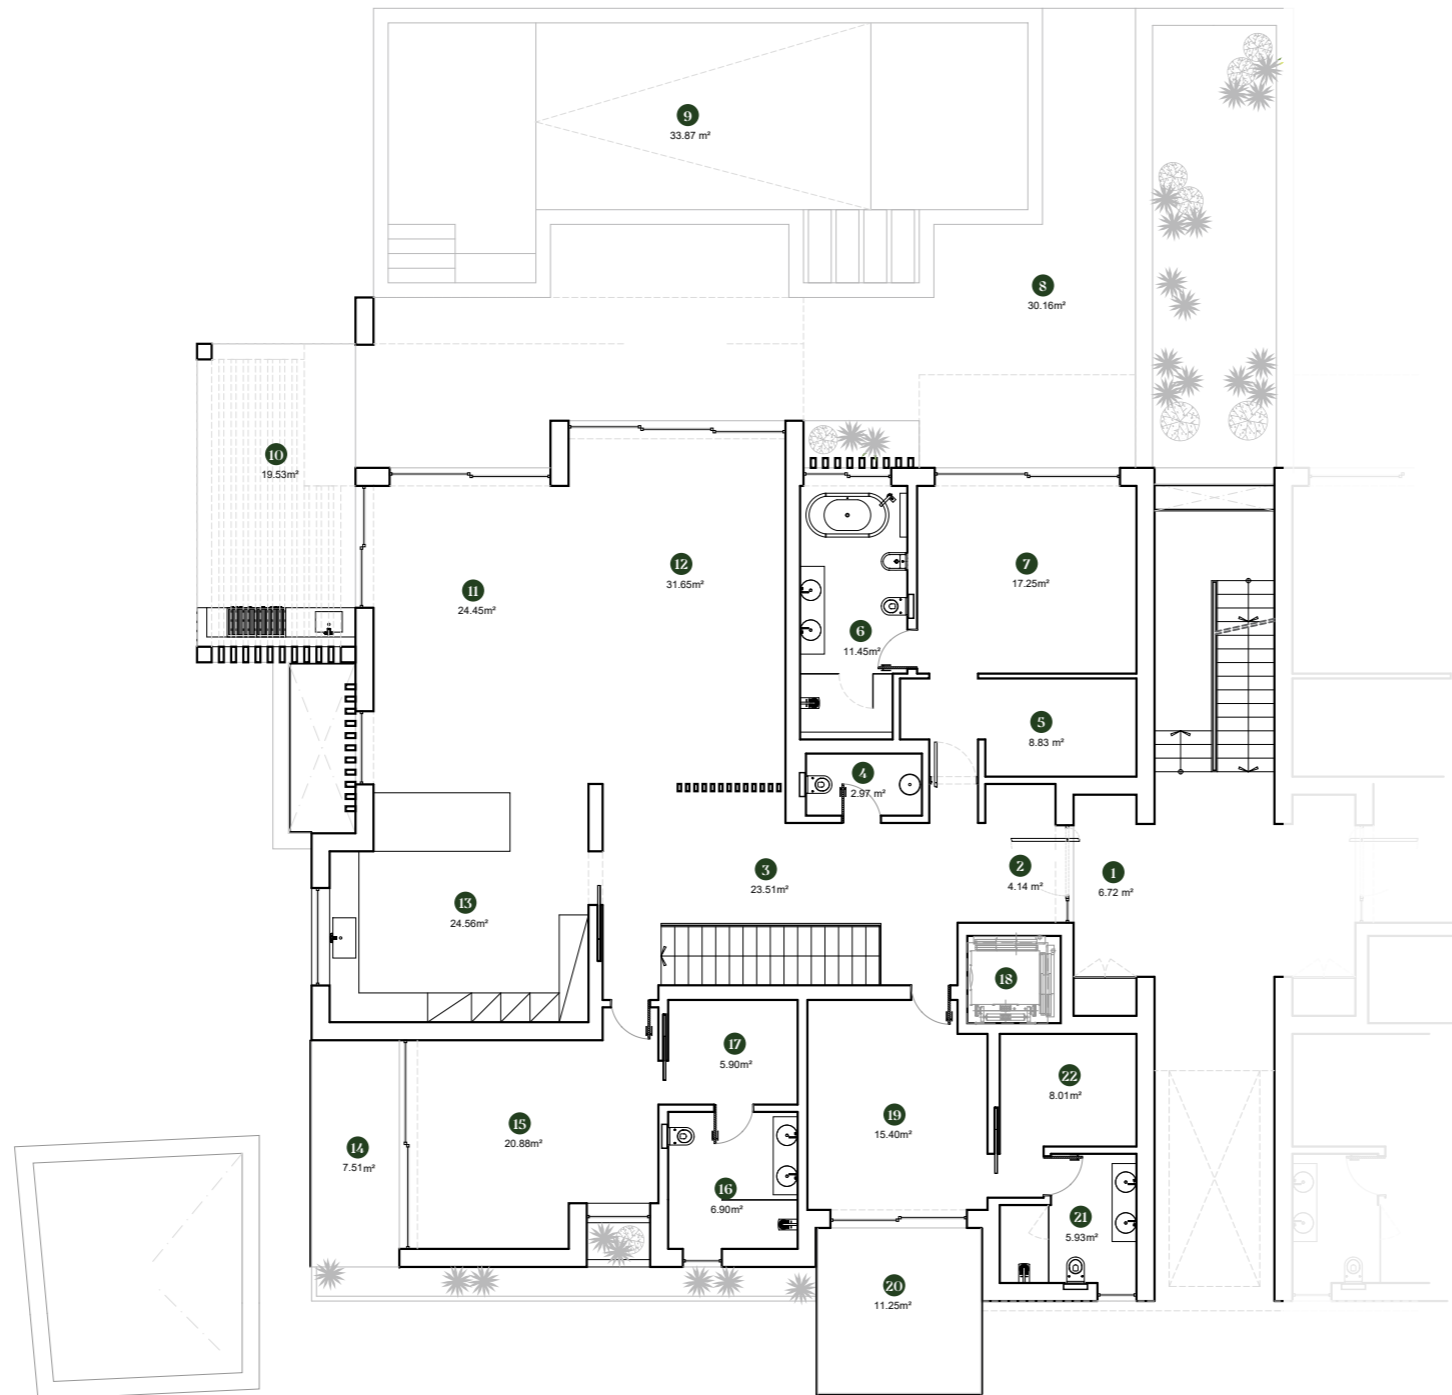 9
33.87 m²
8
30.16m²
10
19.53m²
12
31.65m²
7
17.25m²
11
24.45m²
6
11.45m²
5
8.83 m²
4
2.97 m²
3
23.51m²
2
4.14 m²
1
6.72 m²
13
24.56m²
18
17
5.90m²
22
8.01m²
15
20.88m²
19
15.40m²
14
7.51m²
16
6.90m²
21
5.93m²
20
11.25m²